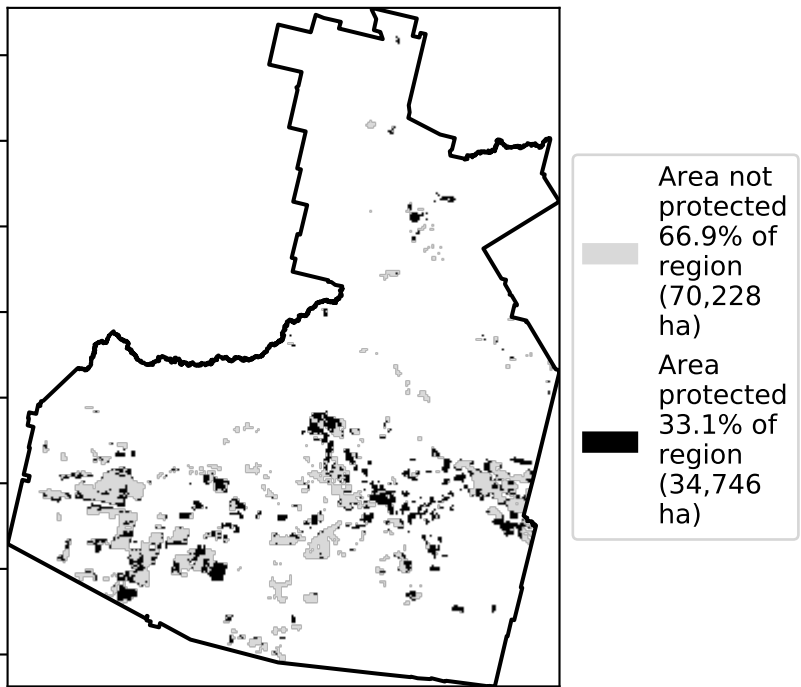 Area not
protected
66.9% of
region
(70,228
ha)
Area
protected
33.1% of
region
(34,746
ha)